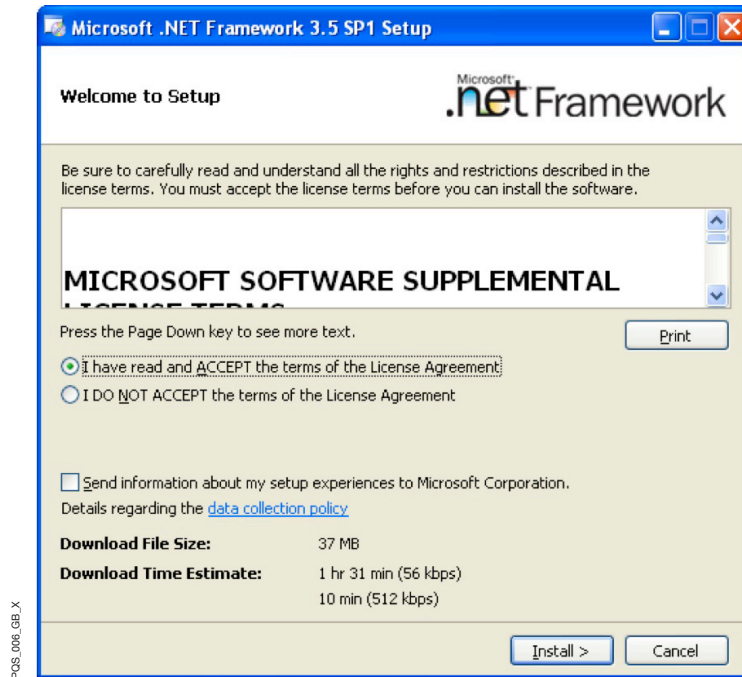 Microsoft .NET Framework 3.5 SP1 Setup
Welcome to Setup
Microsoft
.net Framework
Be sure to carefully read and understand all the rights and restrictions described in the
license terms. You must accept the license terms before you can install the software.
MICROSOFT SOFTWARE SUPPLEMENTAL
LICENSE TERMS
Press the Page Down key to see more text.
Print
I have read and ACCEPT the terms of the License Agreement
I DO NOT ACCEPT the terms of the License Agreement
Send information about my setup experiences to Microsoft Corporation.
Details regarding the data collection policy
Download File Size: 37 MB
Download Time Estimate: 1 hr 31 min (56 kbps)
10 min (512 kbps)
Install >
Cancel
PQS_006_GB_X